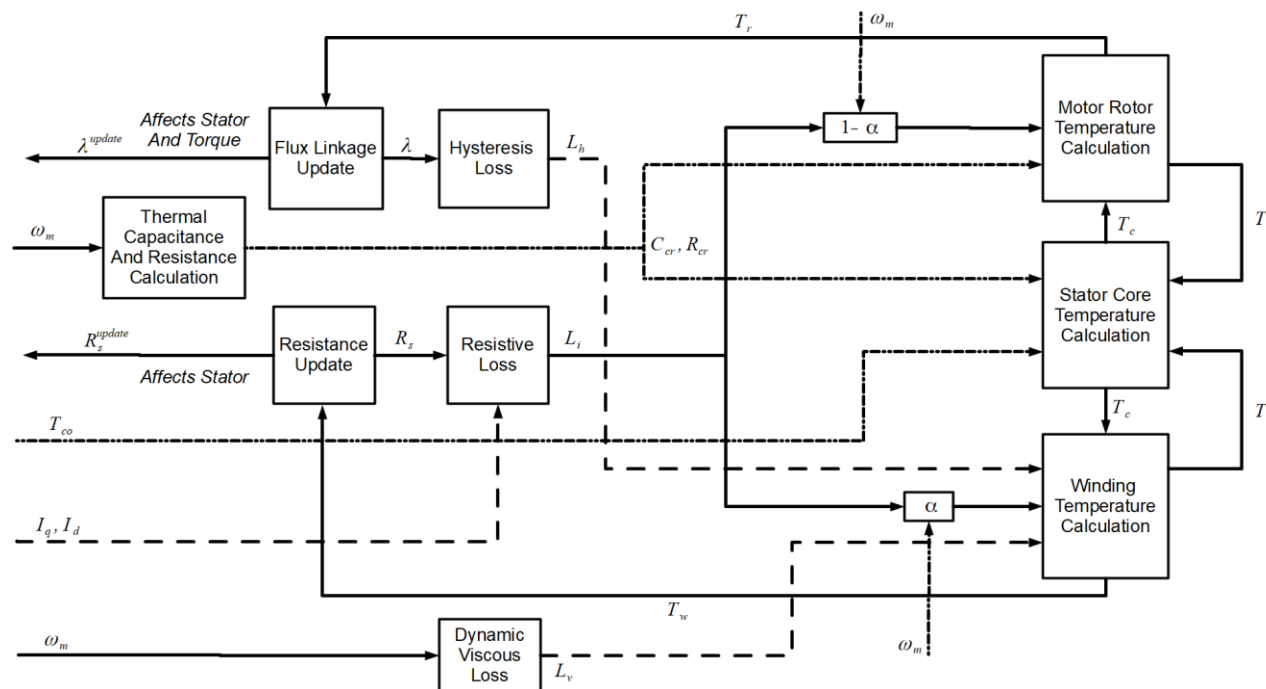 T_r
ω_m
Affects Stator
And Torque
λ^update
Flux Linkage
Update
λ
Hysteresis
Loss
L_h
1- α
Motor Rotor
Temperature
Calculation
ω_m
Thermal
Capacitance
And Resistance
Calculation
C_cr, R_cr
T_c
T
Stator Core
Temperature
Calculation
R_s^update
Affects Stator
Resistance
Update
R_s
Resistive
Loss
L_i
T_co
T_c
T
I_q, I_d
α
Winding
Temperature
Calculation
T_w
ω_m
Dynamic
Viscous
Loss
L_v
ω_m